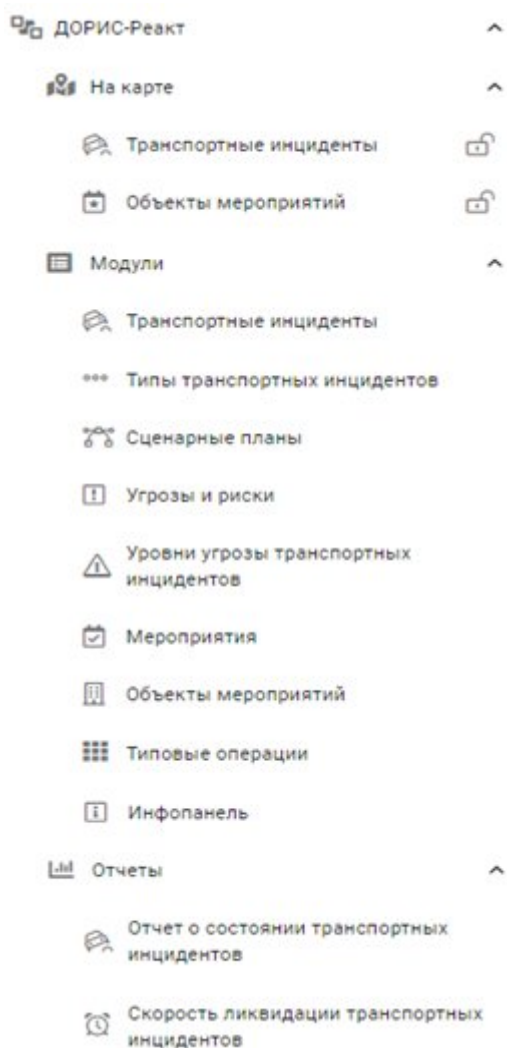 ДОРИС-Реакт
На карте
Транспортные инциденты
Объекты мероприятий
Модули
Транспортные инциденты
Типы транспортных инцидентов
Сценарные планы
Угрозы и риски
Уровни угрозы транспортных
инцидентов
Мероприятия
Объекты мероприятий
Типовые операции
Инфопанель
Отчеты
Отчет о состоянии транспортных
инцидентов
Скорость ликвидации транспортных
инцидентов